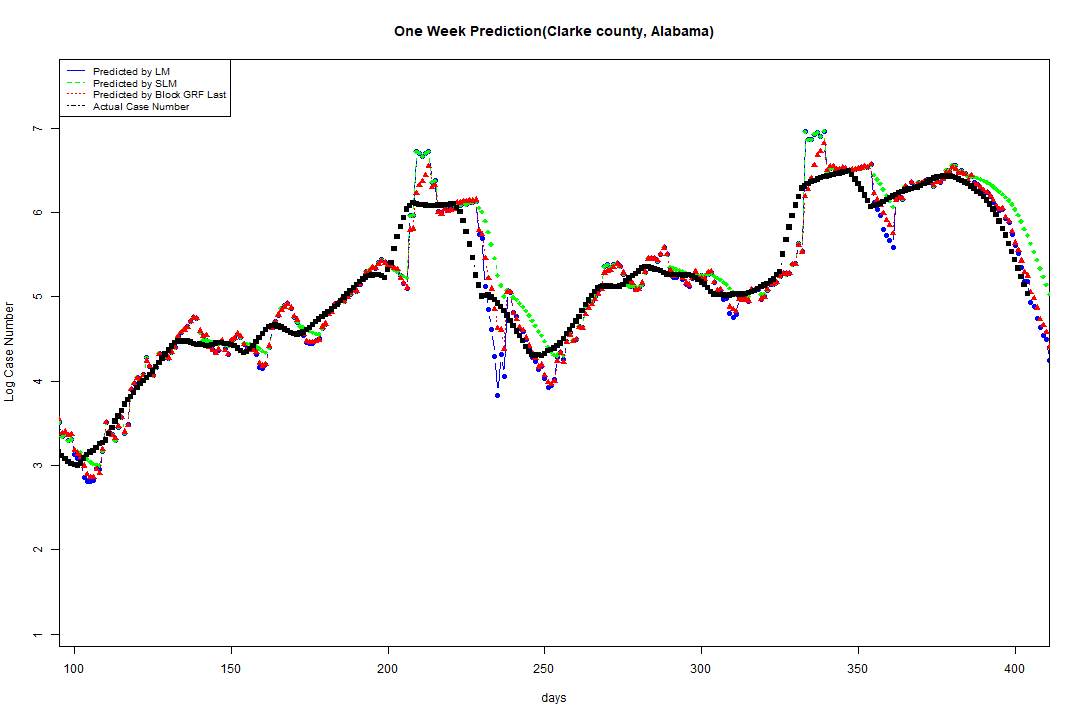 One Week Prediction(Clarke county, Alabama)
Predicted by LM
Predicted by SLM
Predicted by Block GRF Last
Actual Case Number
Log Case Number
7
6
5
4
3
2
1
100 150 200 250 300 350 400
days